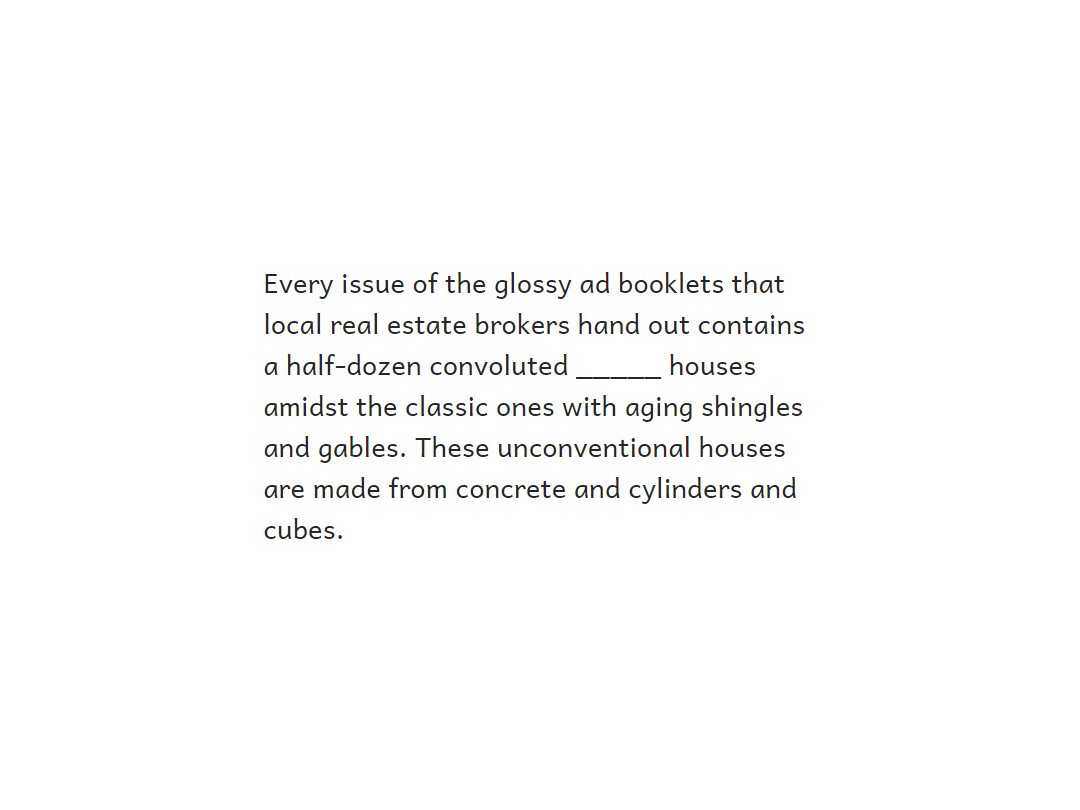 Every issue of the glossy ad booklets that
local real estate brokers hand out contains
a half-dozen convoluted _____ houses
amidst the classic ones with aging shingles
and gables. These unconventional houses
are made from concrete and cylinders and
cubes.